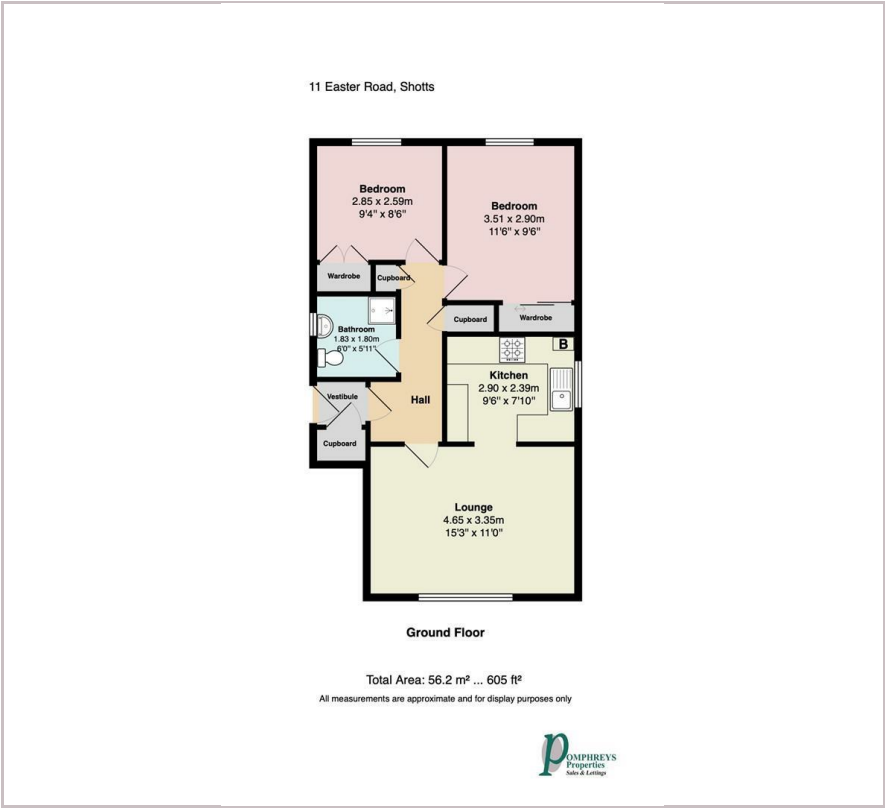 11 Easter Road, Shotts
Bedroom
2.85 x 2.59m
9'4" x 8'6"
Bedroom
3.51 x 2.90m
11'6" x 9'6"
Wardrobe
Cupboard
Cupboard
Wardrobe
Bathroom
1.83 x 1.80m
6'0" x 5'11"
B
Kitchen
2.90 x 2.39m
9'6" x 7'10"
Vestibule
Hall
Cupboard
Lounge
4.65 x 3.35m
15'3" x 11'0"
Ground Floor
Total Area: 56.2 m² ... 605 ft²
All measurements are approximate and for display purposes only
POMPHREYS
Properties
Sales & Lettings